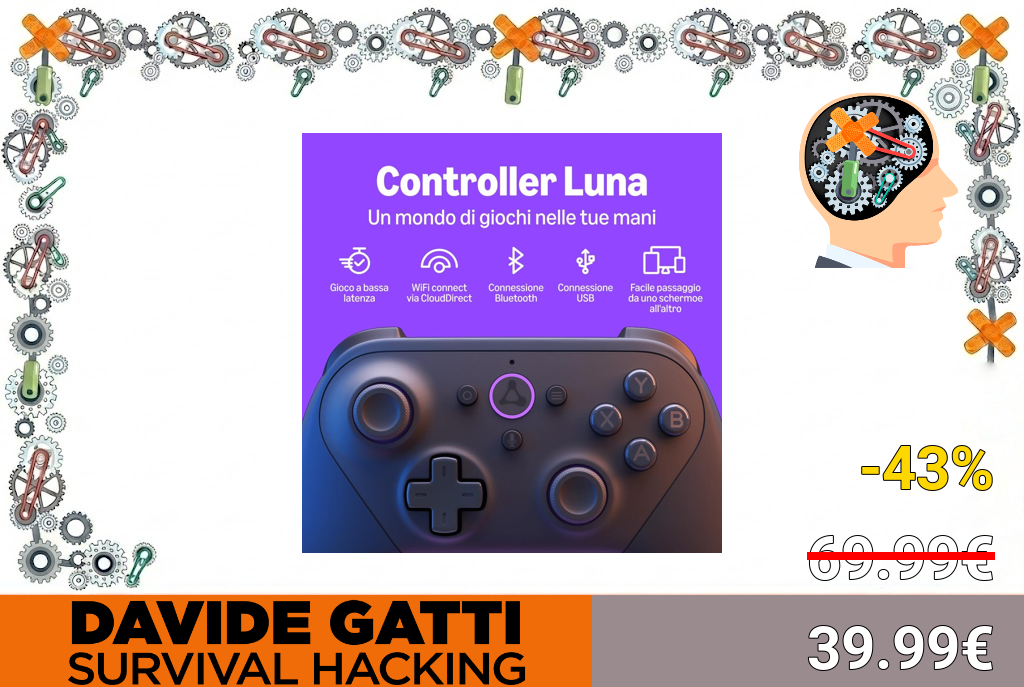 Controller Luna
Un mondo di giochi nelle tue mani
Gioco a bassa
latenza
WiFi connect
via CloudDirect
Connessione
Bluetooth
Connessione
USB
Facile passaggio
da uno schermoe
all'altro
Y
X
B
A
-43%
69.99€
39.99€
DAVIDE GATTI
SURVIVAL HACKING